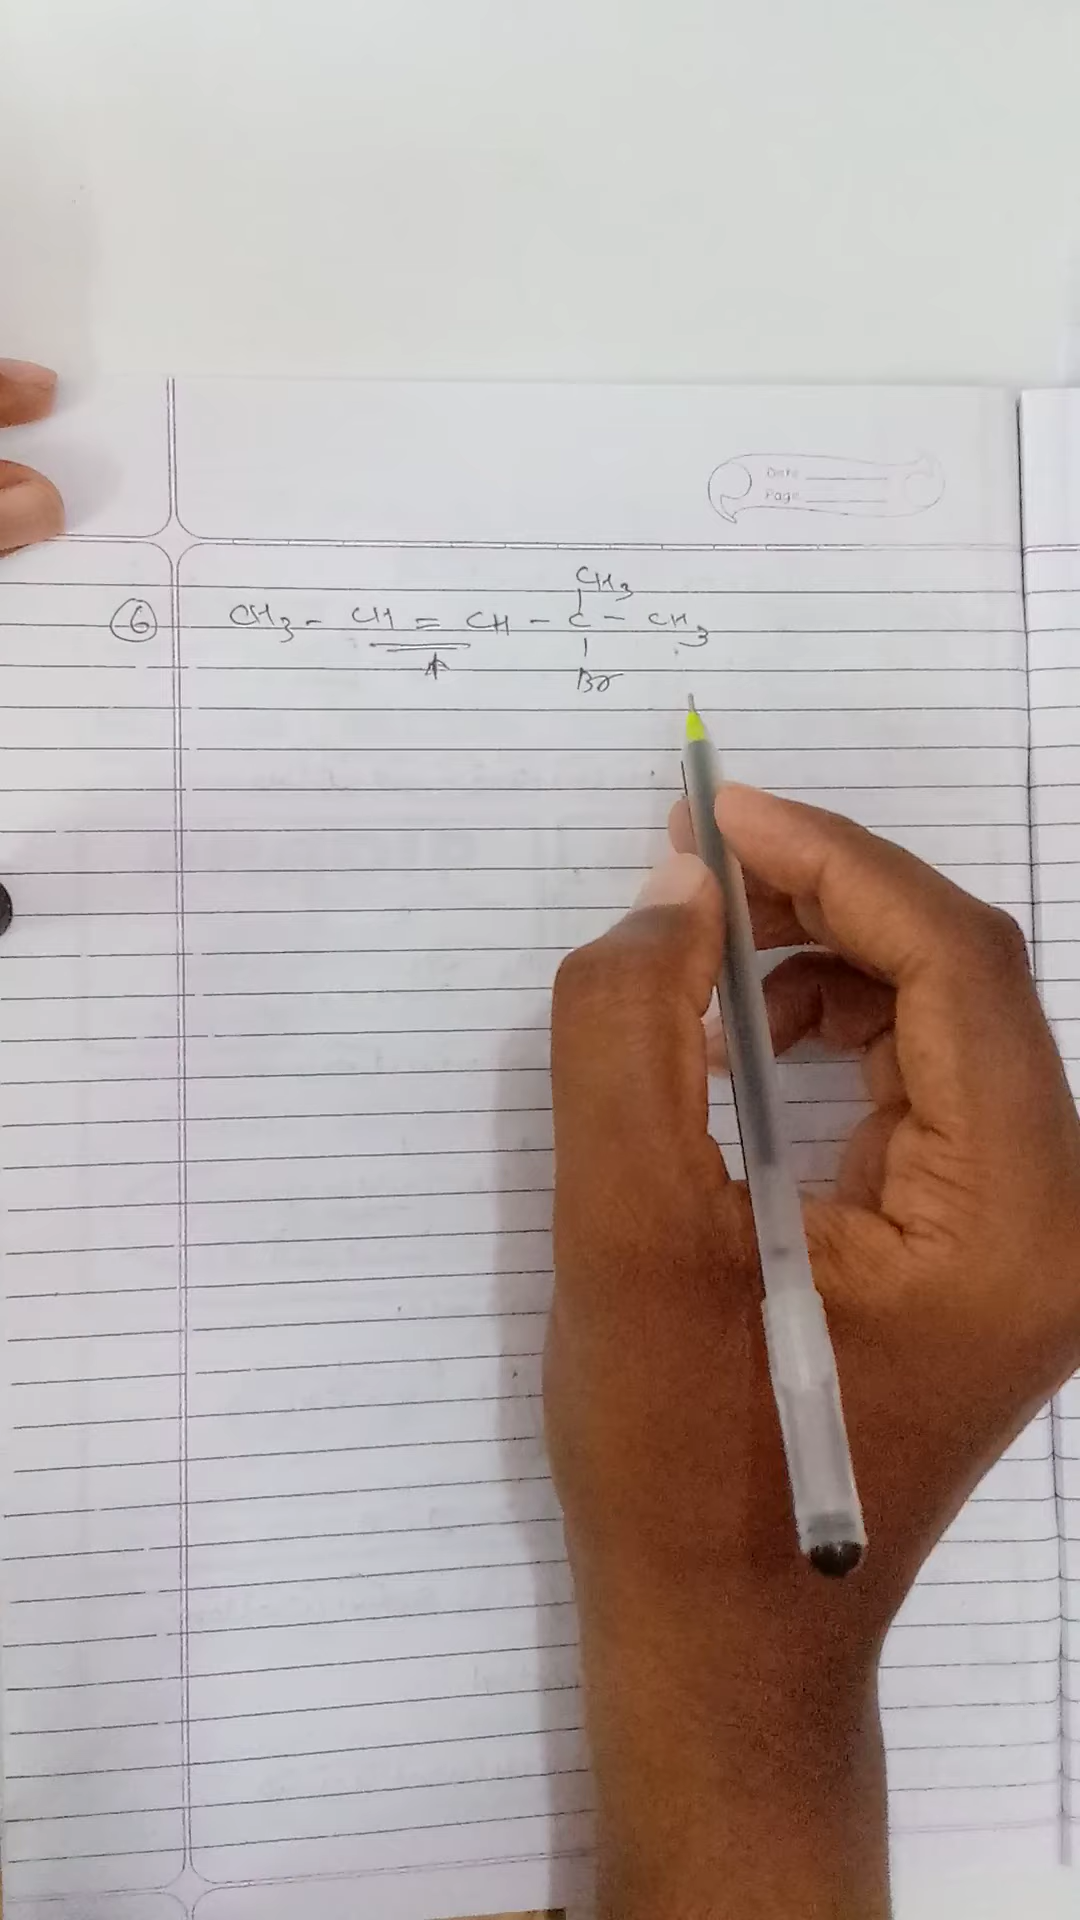 Date
Page
CH3
⑥ CH3 - CH = CH - C - CH3
Br